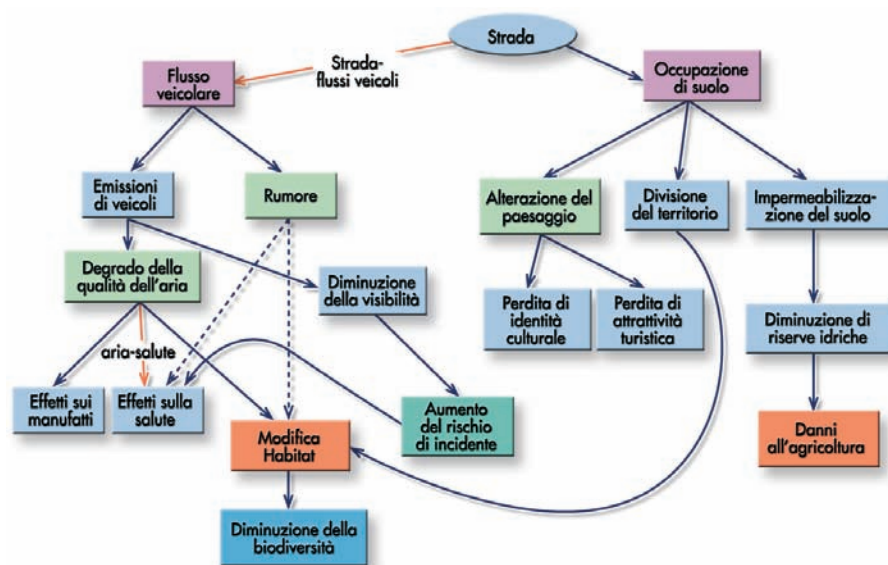 Strada
Strada-
flussi veicoli
Flusso
veicolare
Occupazione
di suolo
Emissioni
di veicoli
Rumore
Alterazione del
paesaggio
Divisione
del territorio
Impermeabilizza-
zione del suolo
Degrado della
qualità dell'aria
Diminuzione
della visibilità
Perdita di
identità
culturale
Perdita di
attrattività
turistica
Diminuzione di
riserve idriche
aria-salute
Effetti sui
manufatti
Effetti sulla
salute
Modifica
Habitat
Aumento
del rischio
di incidente
Danni
all'agricoltura
Diminuzione della
biodiversità